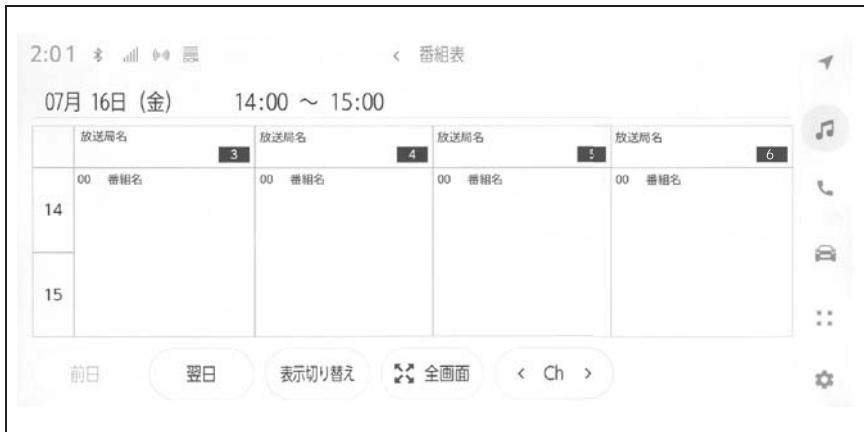 2:01
< 番組表
07月 16日 (金) 14:00 ～ 15:00
放送局名 3 放送局名 4 放送局名 5 放送局名 6
00 番組名 00 番組名 00 番組名 00 番組名
14
15
前日 翌日 表示切り替え 全画面 < Ch >